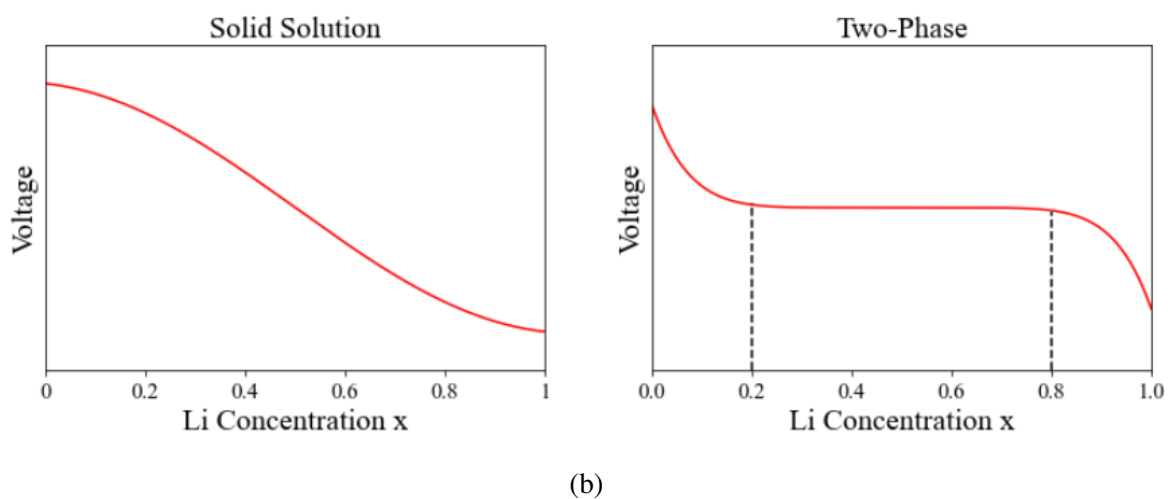 Solid Solution
Voltage
0 0.2 0.4 0.6 0.8 1
Li Concentration x
Two-Phase
Voltage
0.0 0.2 0.4 0.6 0.8 1.0
Li Concentration x
(b)